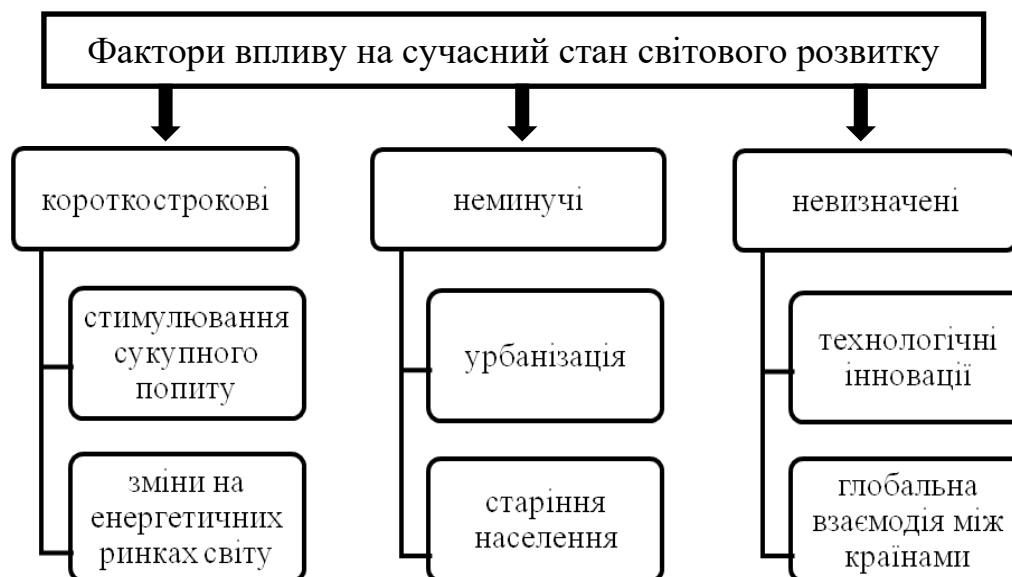 Фактори впливу на сучасний стан світового розвитку
короткострокові
неминучі
невизначені
стимулювання
сукупного
попиту
урбанізація
технологічні
інновації
зміни на
енергетичних
ринках світу
старіння
населення
глобальна
взаємодія між
країнами